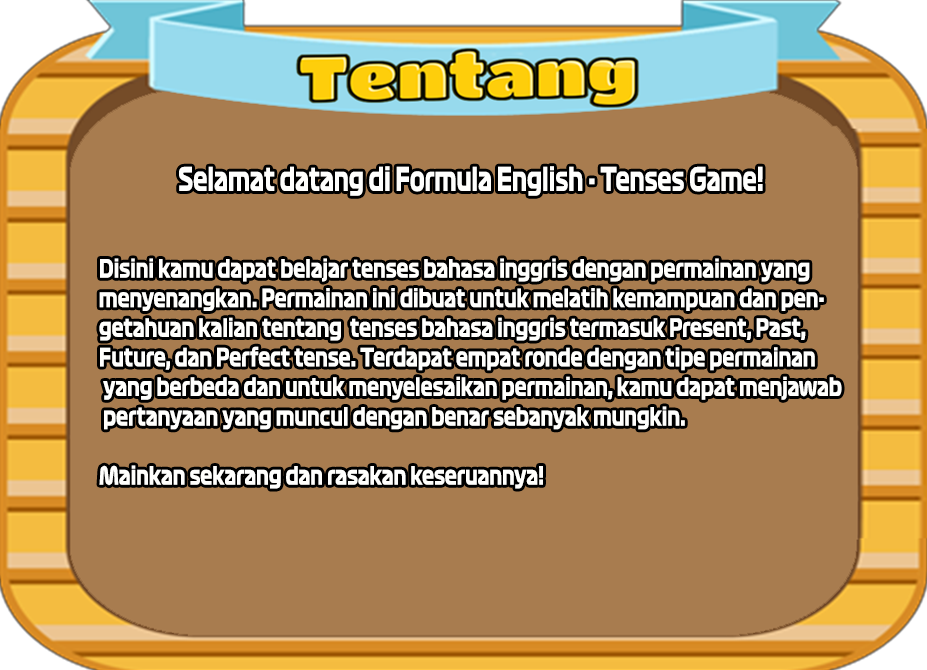 Tentang
Selamat datang di Formula English - Tenses Game!
Disini kamu dapat belajar tenses bahasa inggris dengan permainan yang
menyenangkan. Permainan ini dibuat untuk melatih kemampuan dan pen-
getahuan kalian tentang  tenses bahasa inggris termasuk Present, Past,
Future, dan Perfect tense. Terdapat empat ronde dengan tipe permainan
yang berbeda dan untuk menyelesaikan permainan, kamu dapat menjawab
pertanyaan yang muncul dengan benar sebanyak mungkin.
Mainkan sekarang dan rasakan keseruannya!